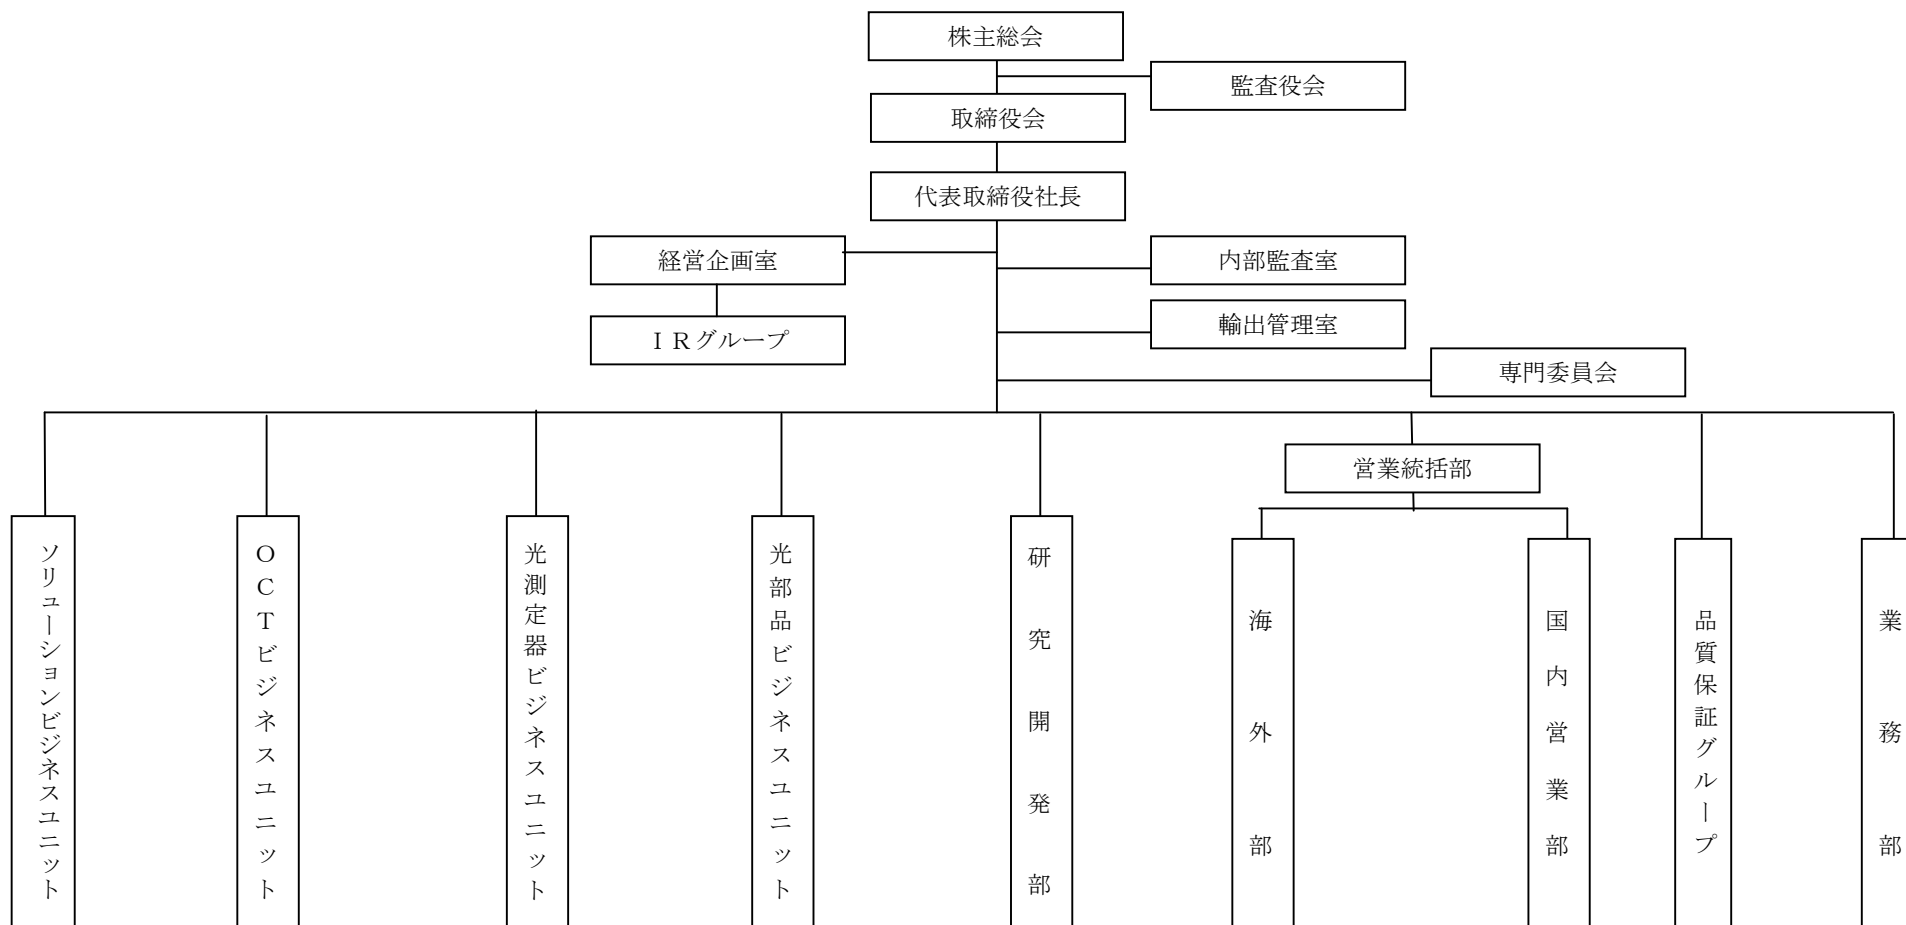 株主総会
監査役会
取締役会
代表取締役社長
経営企画室
内部監査室
ＩＲグループ
輸出管理室
専門委員会
営業統括部
ソリューションビジネスユニット
ＯＣＴビジネスユニット
光測定器ビジネスユニット
光部品ビジネスユニット
研究開発部
海外部
国内営業部
品質保証グループ
業務部